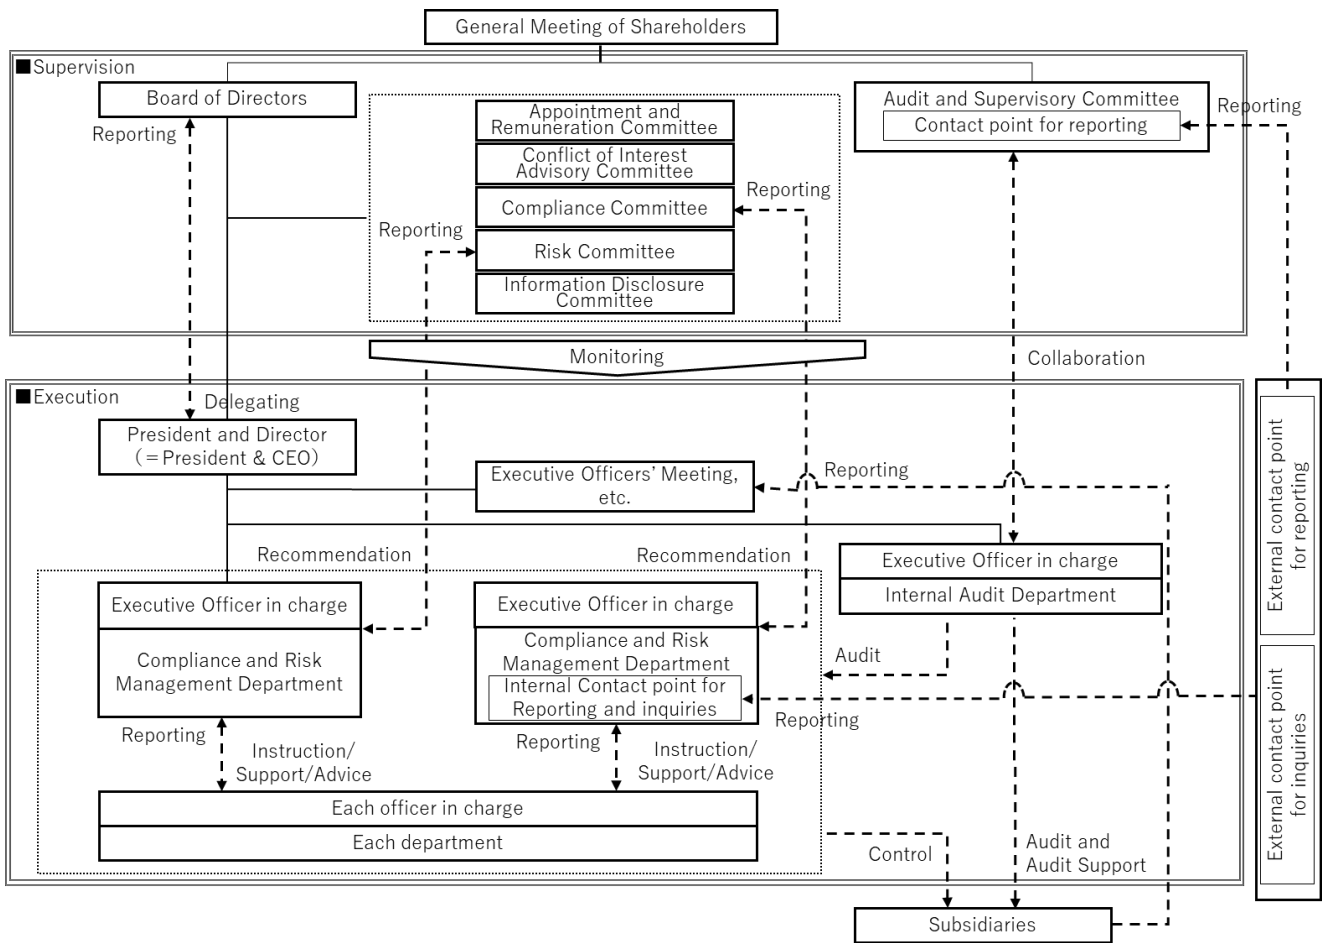 General Meeting of Shareholders
■Supervision
Board of Directors
Reporting
Appointment and
Remuneration Committee
Conflict of Interest
Advisory Committee
Compliance Committee
Risk Committee
Information Disclosure
Committee
Reporting
Reporting
Audit and Supervisory Committee
Contact point for reporting
Reporting
Monitoring
Collaboration
■Execution
Delegating
President and Director
(=President & CEO)
Executive Officers' Meeting,
etc.
Reporting
Recommendation
Recommendation
Executive Officer in charge
Internal Audit Department
Executive Officer in charge
Compliance and Risk
Management Department
Executive Officer in charge
Compliance and Risk
Management Department
Internal Contact point for
Reporting and inquiries
Audit
Reporting
Reporting
Instruction/
Support/Advice
Reporting
Instruction/
Support/Advice
Each officer in charge
Each department
Control
Audit and
Audit Support
Subsidiaries
External contact point
for reporting
External contact point
for inquiries